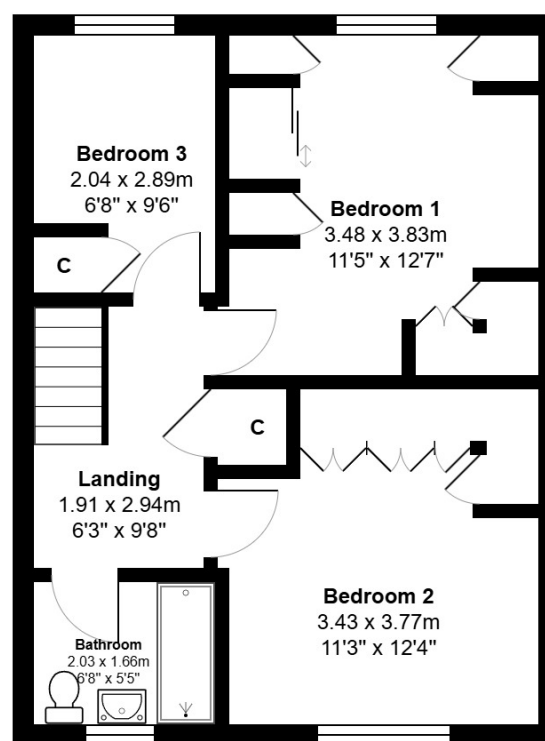 Bedroom 3
2.04 x 2.89m
6'8" x 9'6"
Bedroom 1
3.48 x 3.83m
11'5" x 12'7"
C
C
Landing
1.91 x 2.94m
6'3" x 9'8"
Bedroom 2
3.43 x 3.77m
11'3" x 12'4"
Bathroom
2.03 x 1.66m
6'8" x 5'5"